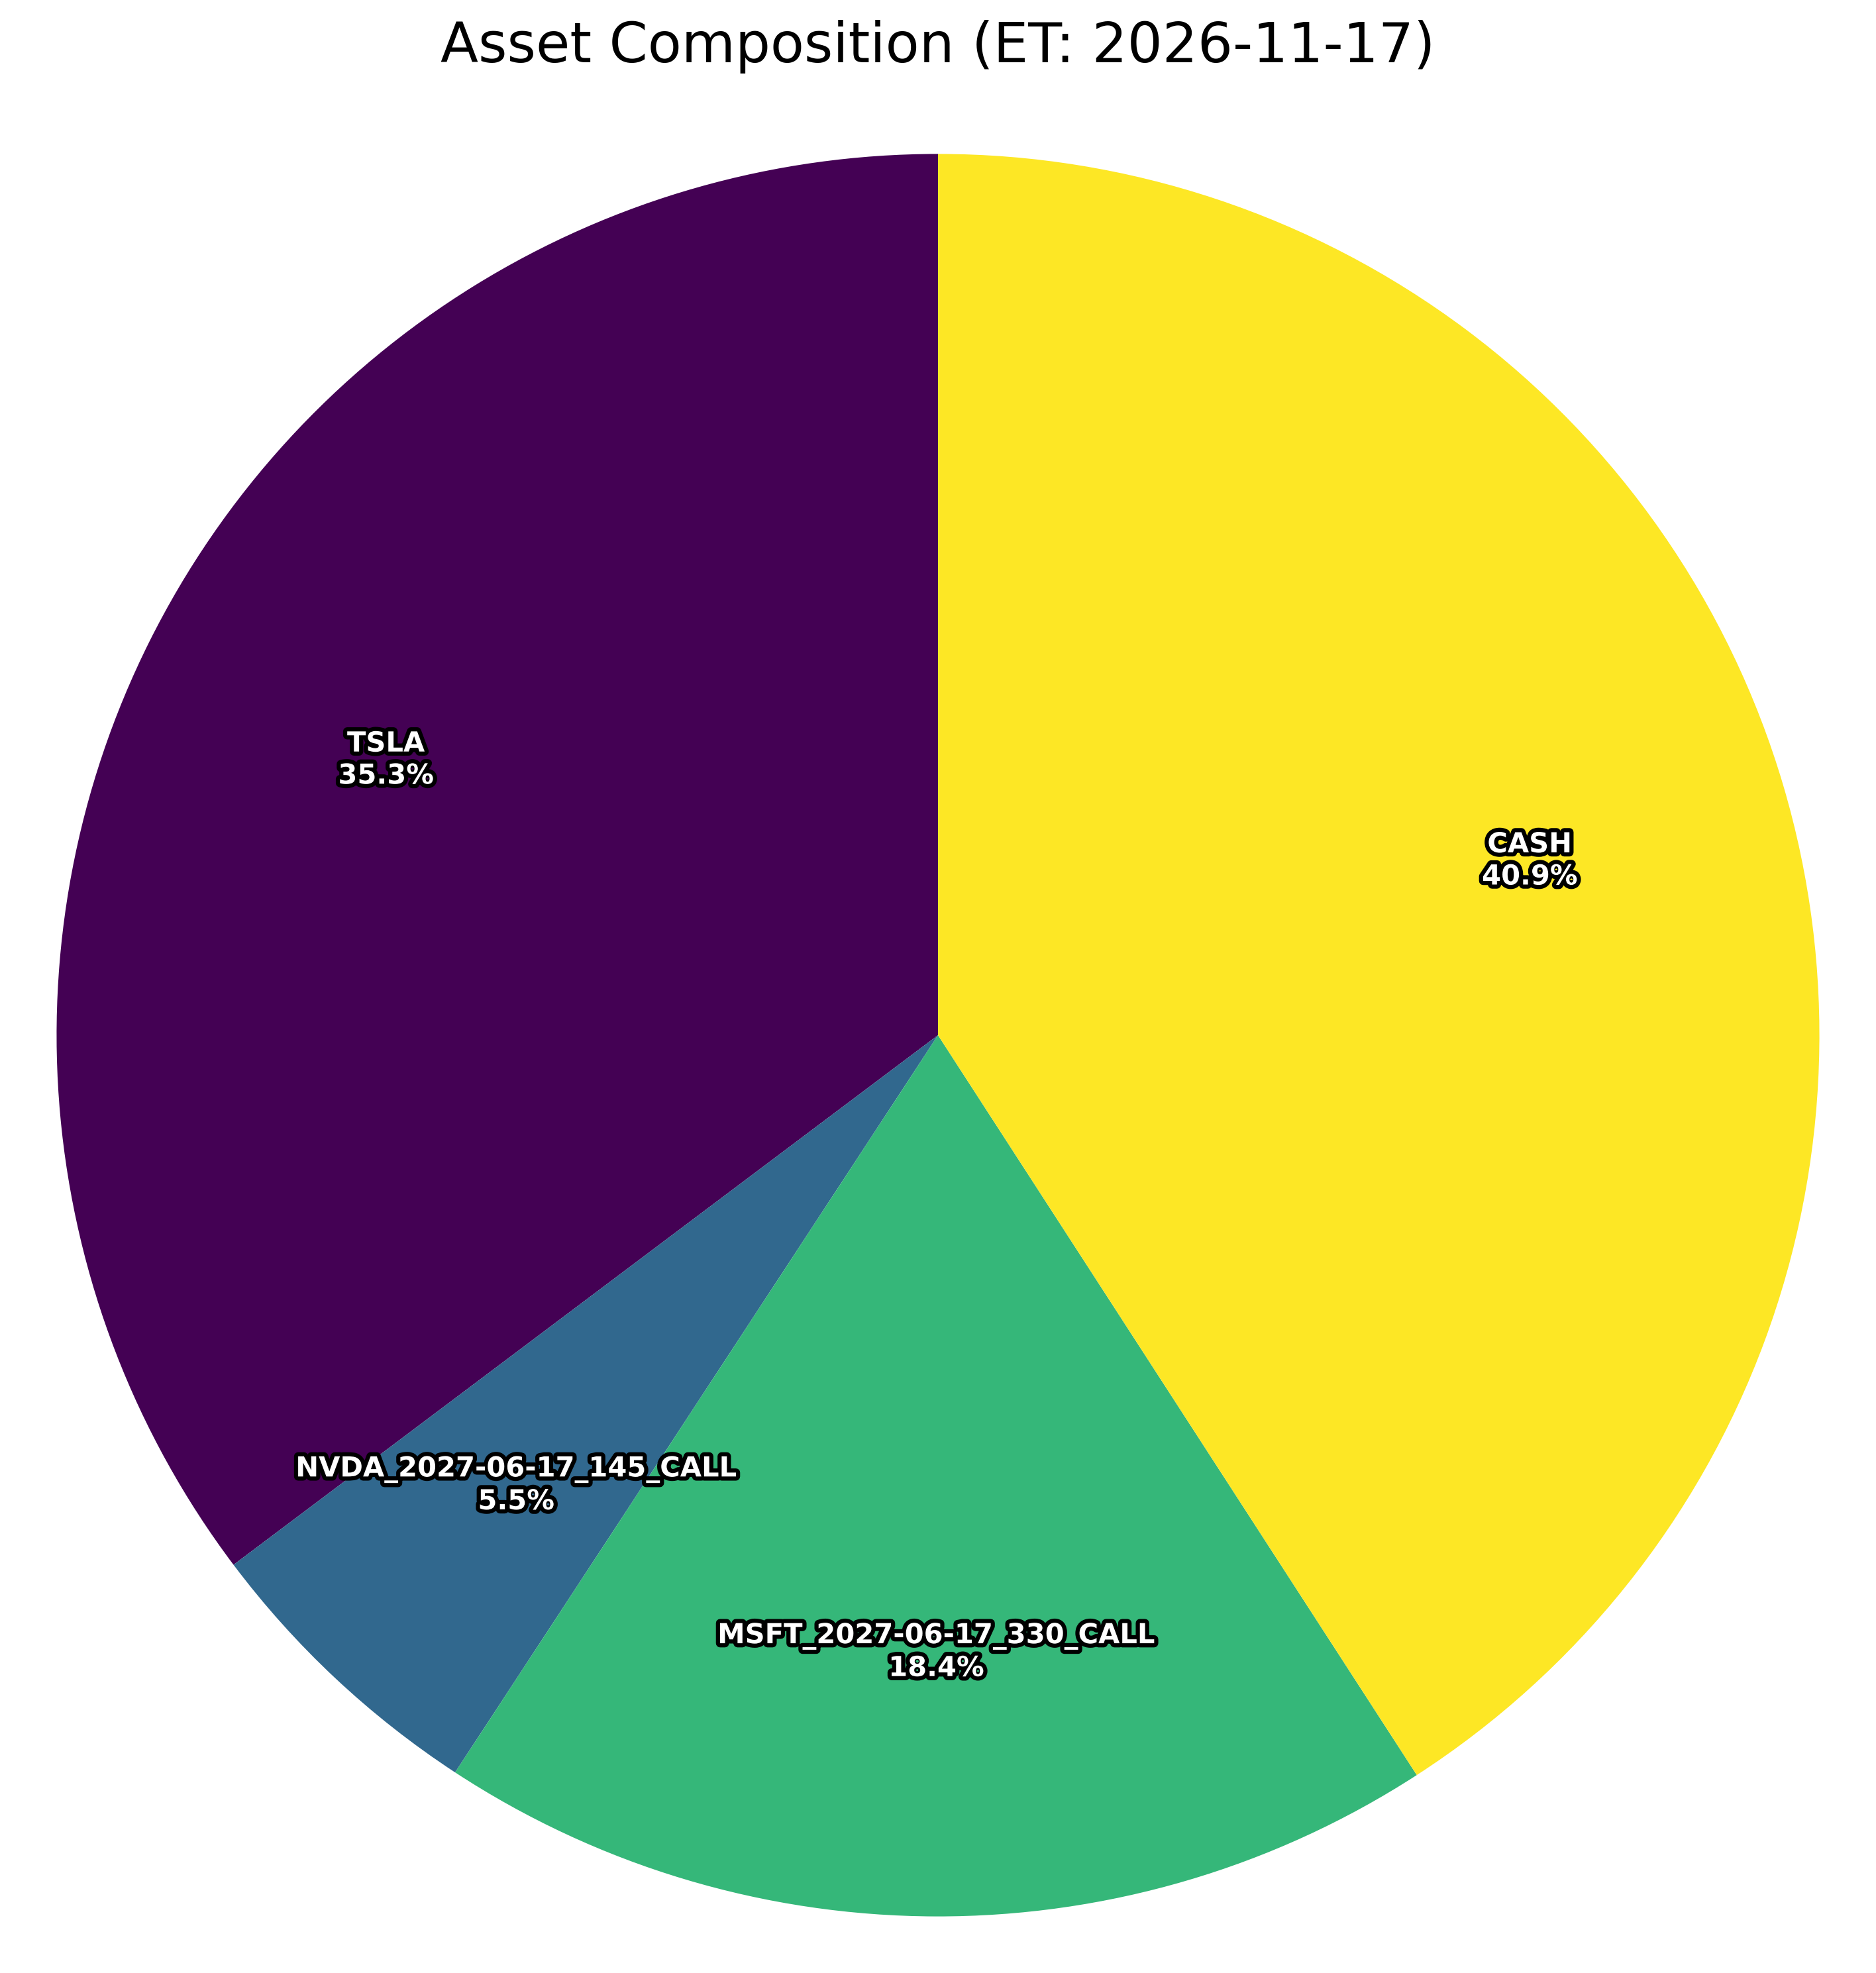 Asset Composition (ET: 2026-11-17)
TSLA
35.3%
CASH
40.9%
NVDA_2027-06-17_145_CALL
5.5%
MSFT_2027-06-17_330_CALL
18.4%